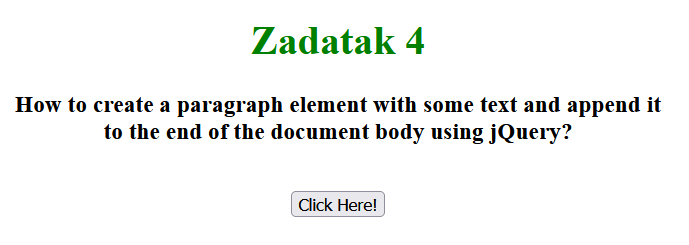 Zadatak 4
How to create a paragraph element with some text and append it
to the end of the document body using jQuery?
Click Here!